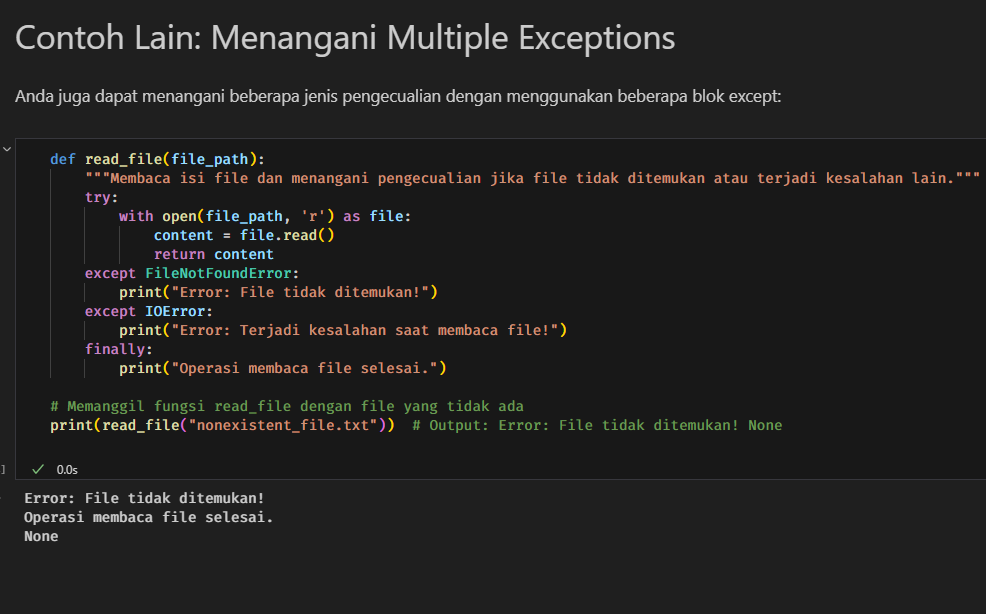 Contoh Lain: Menangani Multiple Exceptions
Anda juga dapat menangani beberapa jenis pengecualian dengan menggunakan beberapa blok except:
def read_file(file_path):
    """Membaca isi file dan menangani pengecualian jika file tidak ditemukan atau terjadi kesalahan lain."""
    try:
        with open(file_path, 'r') as file:
            content = file.read()
            return content
    except FileNotFoundError:
        print("Error: File tidak ditemukan!")
    except IOError:
        print("Error: Terjadi kesalahan saat membaca file!")
    finally:
        print("Operasi membaca file selesai.")
# Memanggil fungsi read_file dengan file yang tidak ada
print(read_file("nonexistent_file.txt"))  # Output: Error: File tidak ditemukan! None
] ✓ 0.0s
Error: File tidak ditemukan!
Operasi membaca file selesai.
None